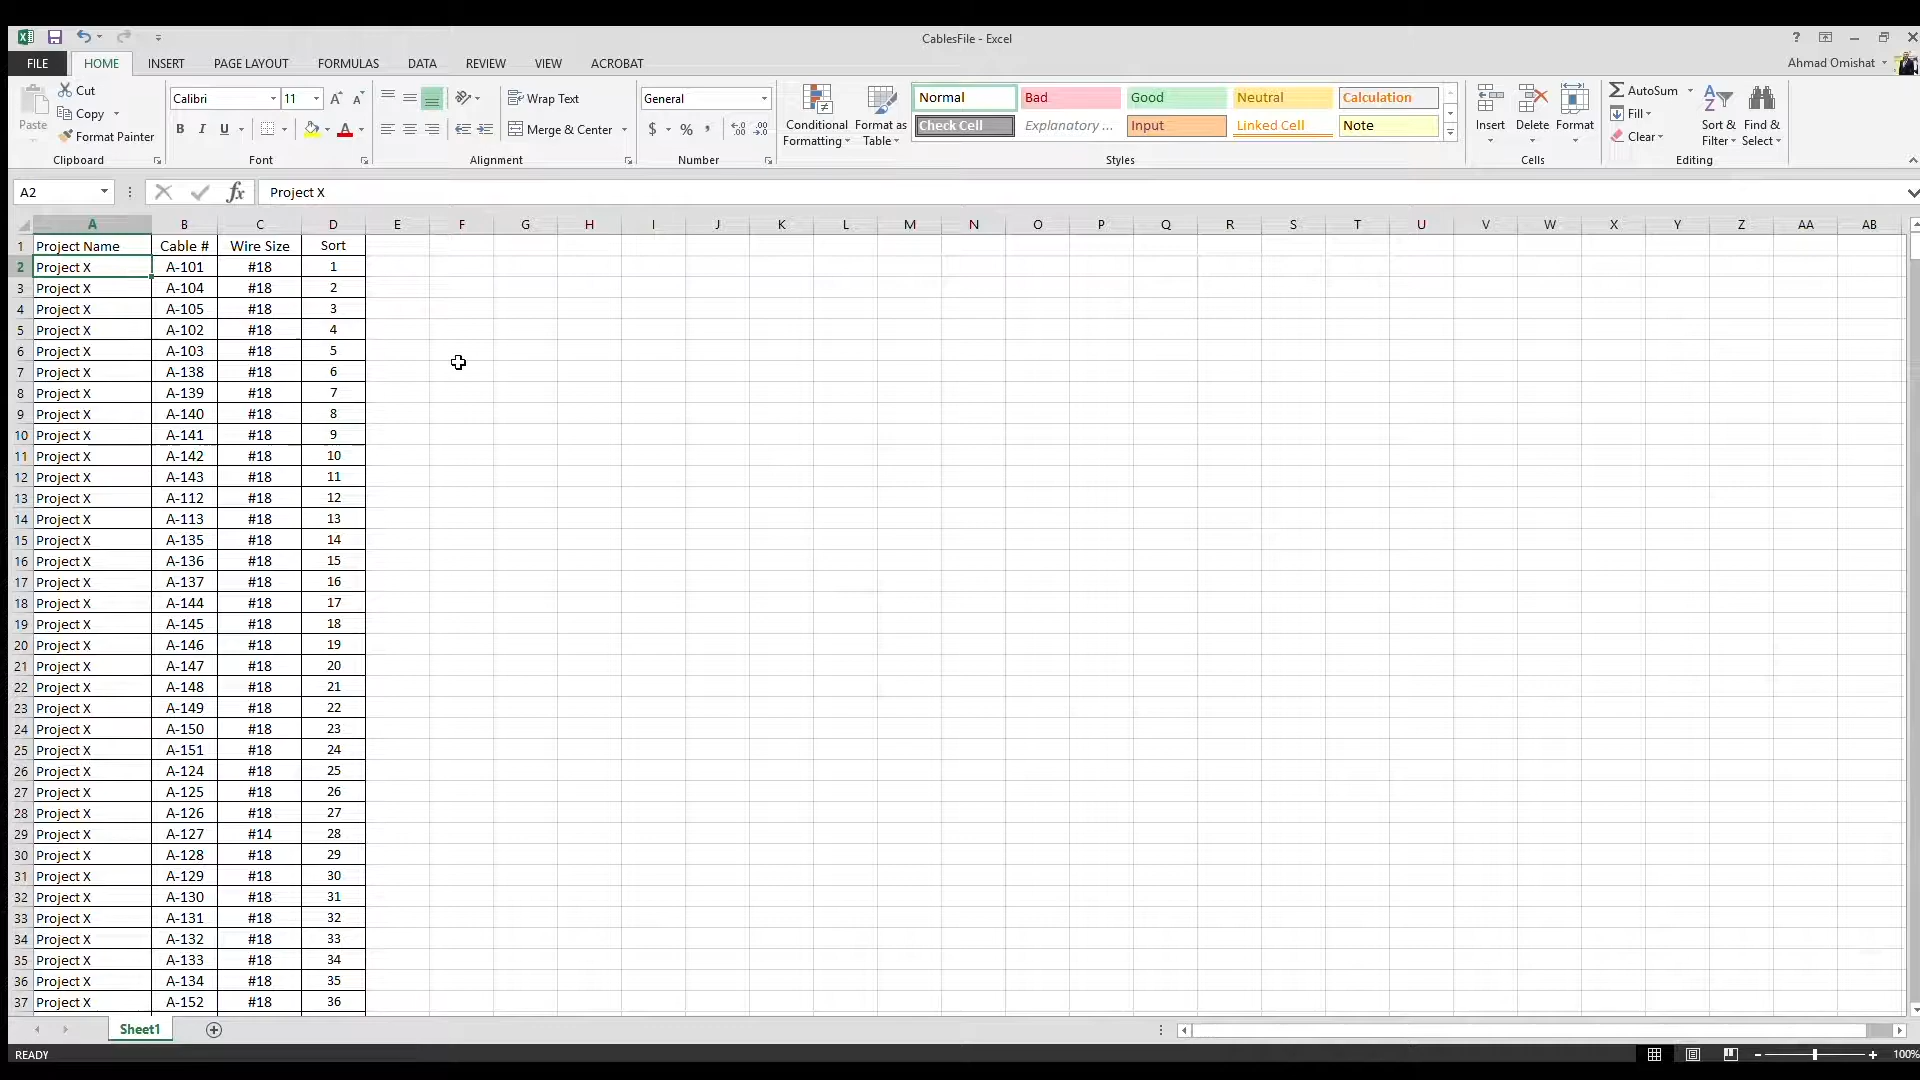 CablesFile - Excel
?
FILE HOME INSERT PAGE LAYOUT FORMULAS DATA REVIEW VIEW ACROBAT Ahmad Omishat
Paste Cut
Copy
Format Painter
Clipboard
Calibri 11
B I U
Font
Wrap Text
Merge & Center
Alignment
General
$ % ,
Number
Conditional Formatting
Format as Table
Normal Bad Good Neutral Calculation
Check Cell Explanatory ... Input Linked Cell Note
Styles
Insert Delete Format
Cells
AutoSum
Fill
Clear
Sort & Filter
Find & Select
Editing
A2 fx Project X
A B C D E F G H I J K L M N O P Q R S T U V W X Y Z AA AB
1 Project Name Cable # Wire Size Sort
2 Project X A-101 #18 1
3 Project X A-104 #18 2
4 Project X A-105 #18 3
5 Project X A-102 #18 4
6 Project X A-103 #18 5
7 Project X A-138 #18 6
8 Project X A-139 #18 7
9 Project X A-140 #18 8
10 Project X A-141 #18 9
11 Project X A-142 #18 10
12 Project X A-143 #18 11
13 Project X A-112 #18 12
14 Project X A-113 #18 13
15 Project X A-135 #18 14
16 Project X A-136 #18 15
17 Project X A-137 #18 16
18 Project X A-144 #18 17
19 Project X A-145 #18 18
20 Project X A-146 #18 19
21 Project X A-147 #18 20
22 Project X A-148 #18 21
23 Project X A-149 #18 22
24 Project X A-150 #18 23
25 Project X A-151 #18 24
26 Project X A-124 #18 25
27 Project X A-125 #18 26
28 Project X A-126 #18 27
29 Project X A-127 #14 28
30 Project X A-128 #18 29
31 Project X A-129 #18 30
32 Project X A-130 #18 31
33 Project X A-131 #18 32
34 Project X A-132 #18 33
35 Project X A-133 #18 34
36 Project X A-134 #18 35
37 Project X A-152 #18 36
Sheet1
READY 100%